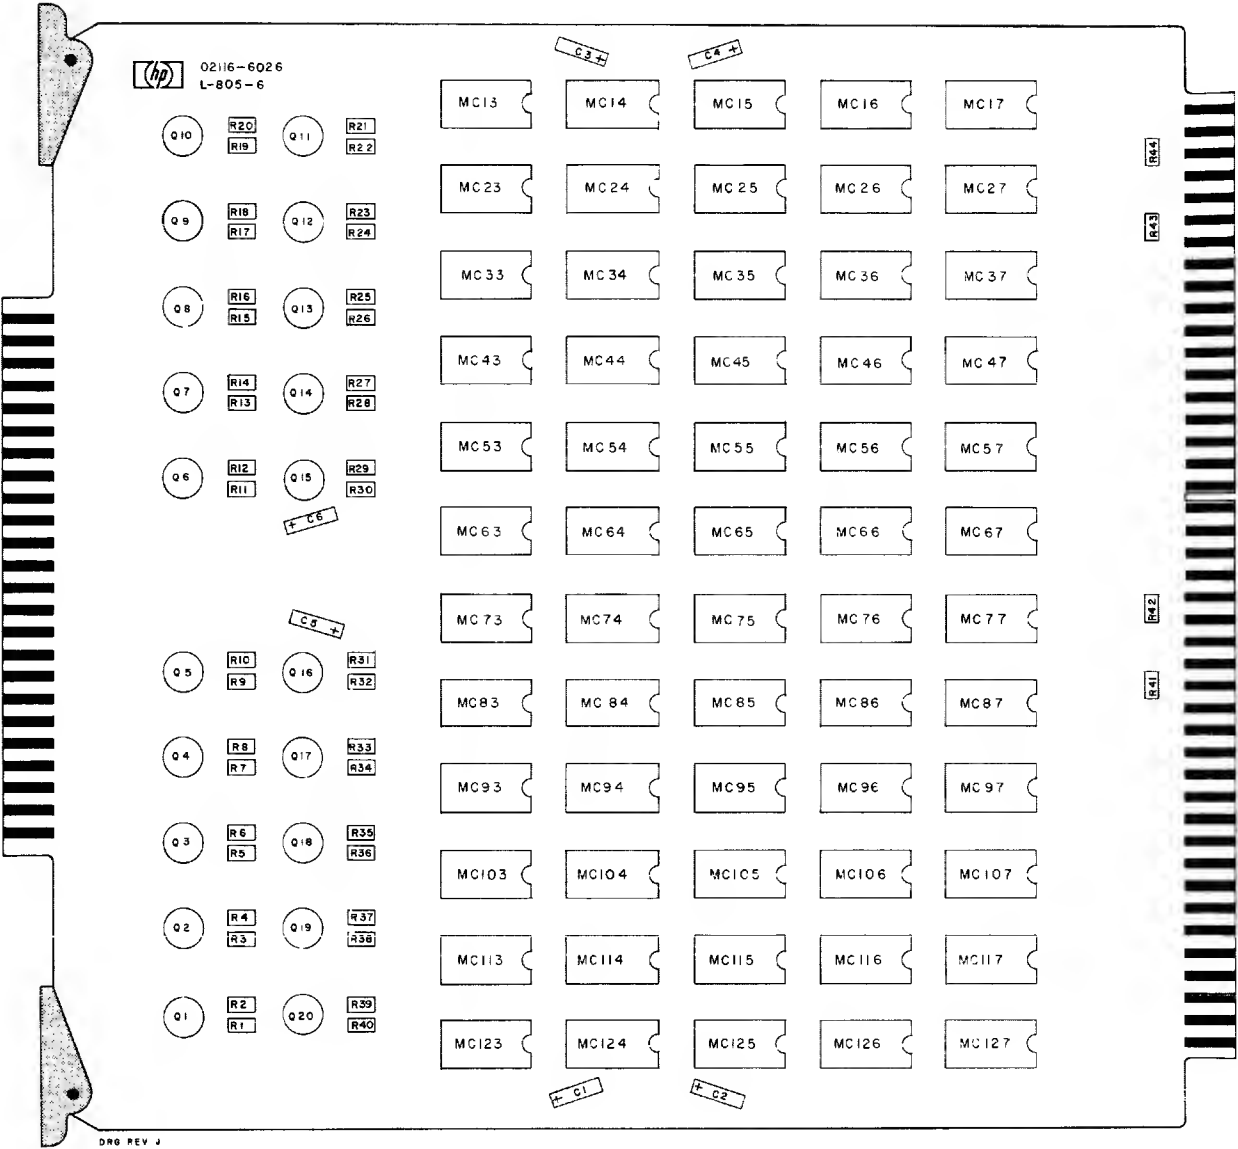 C3 +
C4 +
hp
02116-6026
L-805-6
MC13 MC14 MC15 MC16 MC17
Q10 R20 R19 Q11 R21 R22
R44
MC23 MC24 MC25 MC26 MC27
Q9 R18 R17 Q12 R23 R24
R43
MC33 MC34 MC35 MC36 MC37
Q8 R16 R15 Q13 R25 R26
MC43 MC44 MC45 MC46 MC47
Q7 R14 R13 Q14 R27 R28
MC53 MC54 MC55 MC56 MC57
Q6 R12 R11 Q15 R29 R30
+ C6
MC63 MC64 MC65 MC66 MC67
C5 +
MC73 MC74 MC75 MC76 MC77
R42
Q5 R10 R9 Q16 R31 R32
R41
MC83 MC84 MC85 MC86 MC87
Q4 R8 R7 Q17 R33 R34
MC93 MC94 MC95 MC96 MC97
Q3 R6 R5 Q18 R35 R36
MC103 MC104 MC105 MC106 MC107
Q2 R4 R3 Q19 R37 R38
MC113 MC114 MC115 MC116 MC117
Q1 R2 R1 Q20 R39 R40
MC123 MC124 MC125 MC126 MC127
+ C1
+ C2
DRG REV J